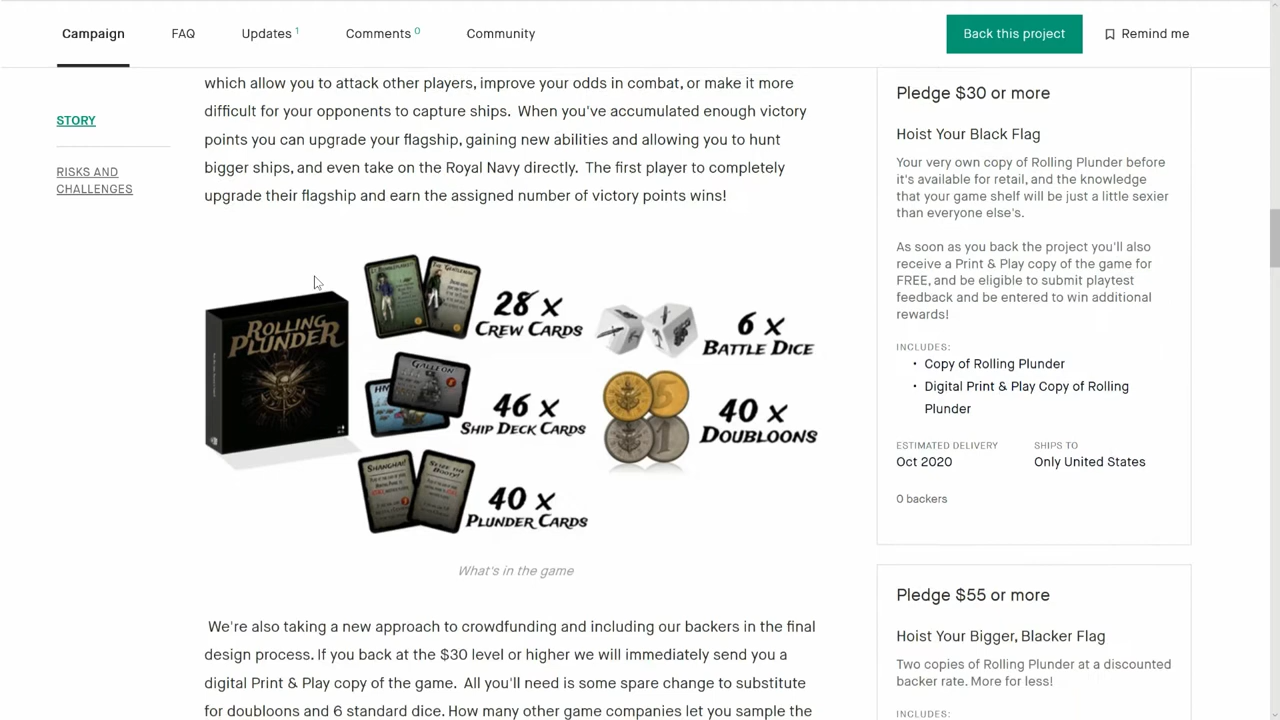 Campaign
FAQ
Updates 1
Comments 0
Community
Back this project
Remind me
STORY
RISKS AND
CHALLENGES
which allow you to attack other players, improve your odds in combat, or make it more
difficult for your opponents to capture ships. When you've accumulated enough victory
points you can upgrade your flagship, gaining new abilities and allowing you to hunt
bigger ships, and even take on the Royal Navy directly. The first player to completely
upgrade their flagship and earn the assigned number of victory points wins!
ROLLING
PLUNDER
THE GENTLEMAN
28 x
CREW CARDS
GALLEON
46 x
SHIP DECK CARDS
SHANGHAI!
SEIZE THE
BOOTY!
40 x
PLUNDER CARDS
6 x
BATTLE DICE
5
1
40 x
DOUBLOONS
What's in the game
We're also taking a new approach to crowdfunding and including our backers in the final
design process. If you back at the $30 level or higher we will immediately send you a
digital Print & Play copy of the game. All you'll need is some spare change to substitute
for doubloons and 6 standard dice. How many other game companies let you sample the
Pledge $30 or more
Hoist Your Black Flag
Your very own copy of Rolling Plunder before
it's available for retail, and the knowledge
that your game shelf will be just a little sexier
than everyone else's.
As soon as you back the project you'll also
receive a Print & Play copy of the game for
FREE, and be eligible to submit playtest
feedback and be entered to win additional
rewards!
INCLUDES:
• Copy of Rolling Plunder
• Digital Print & Play Copy of Rolling
Plunder
ESTIMATED DELIVERY
Oct 2020
SHIPS TO
Only United States
0 backers
Pledge $55 or more
Hoist Your Bigger, Blacker Flag
Two copies of Rolling Plunder at a discounted
backer rate. More for less!
INCLUDES: